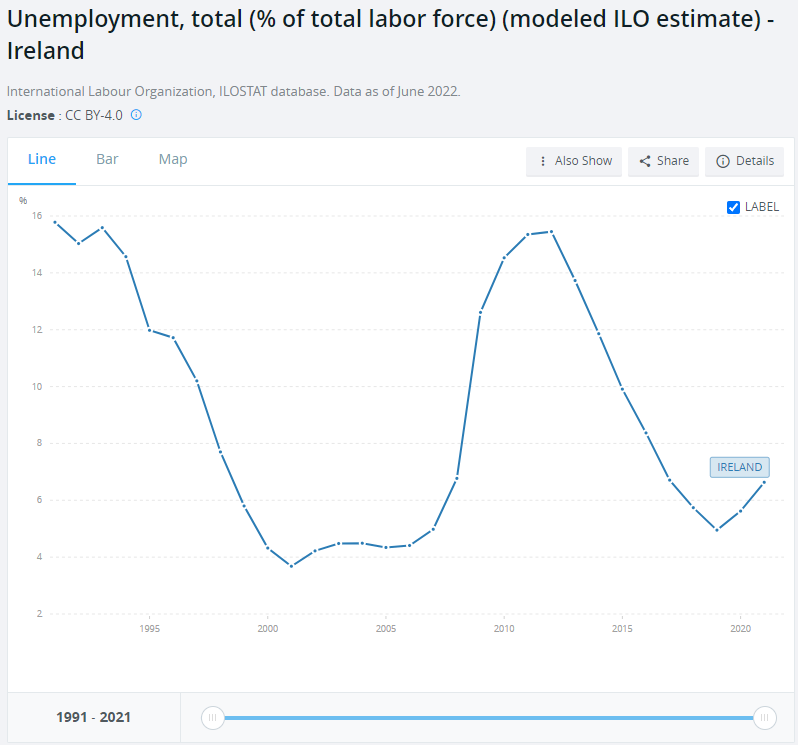 Unemployment, total (% of total labor force) (modeled ILO estimate) -
Ireland
International Labour Organization, ILOSTAT database. Data as of June 2022.
License : CC BY-4.0
Line Bar Map Also Show Share Details
%
LABEL
16
14
12
10
8
IRELAND
6
4
2
1995 2000 2005 2010 2015 2020
1991 - 2021